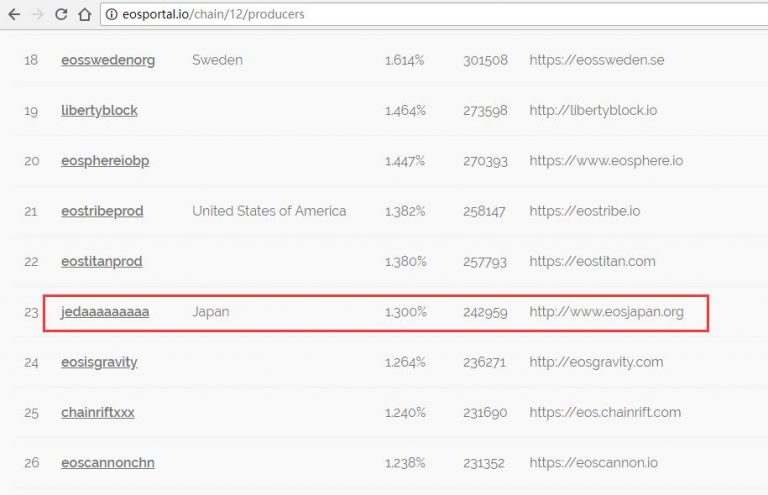 eosportal.io/chain/12/producers
18 eosswedenorg Sweden 1.614% 301508 https://eossweden.se
19 libertyblock 1.464% 273598 http://libertyblock.io
20 eosphereiobp 1.447% 270393 https://www.eosphere.io
21 eostribeprod United States of America 1.382% 258147 https://eostribe.io
22 eostitanprod 1.380% 257793 https://eostitan.com
23 jedaaaaaaaaa Japan 1.300% 242959 http://www.eosjapan.org
24 eosisgravity 1.264% 236271 http://eosgravity.com
25 chainriftxxx 1.240% 231690 https://eos.chainrift.com
26 eoscannonchn 1.238% 231352 https://eoscannon.io